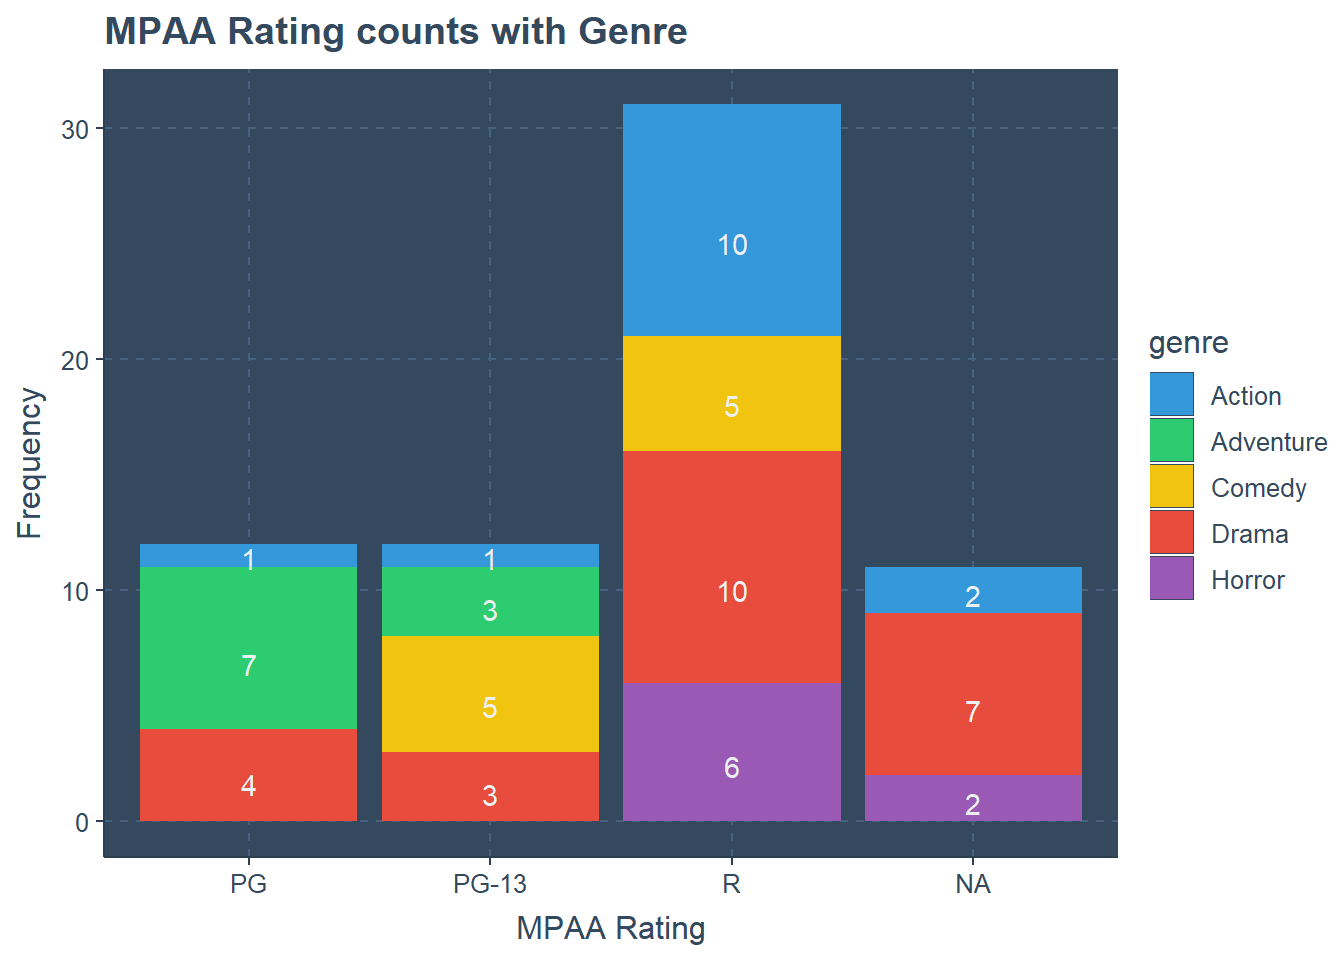 MPAA Rating counts with Genre
30
20
10
0
Frequency
10
5
10
6
1
7
4
1
3
5
3
2
7
2
PG
PG-13
R
NA
MPAA Rating
genre
Action
Adventure
Comedy
Drama
Horror